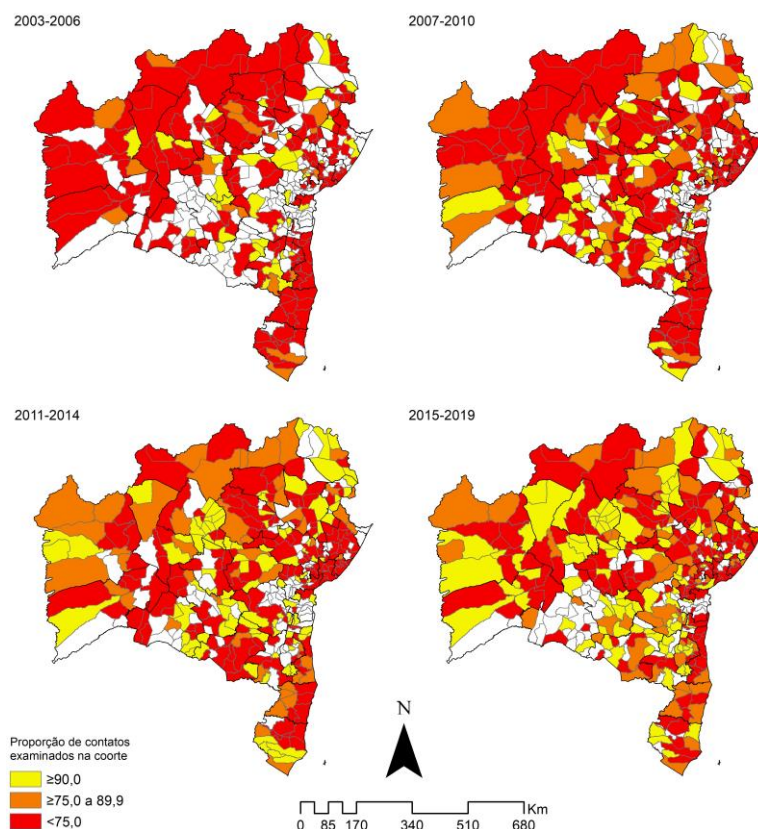 2003-2006
2007-2010
2011-2014
2015-2019
Proporção de contatos
examinados na coorte
≥90,0
≥75,0 a 89,9
<75,0
N
Km
0 85 170 340 510 680